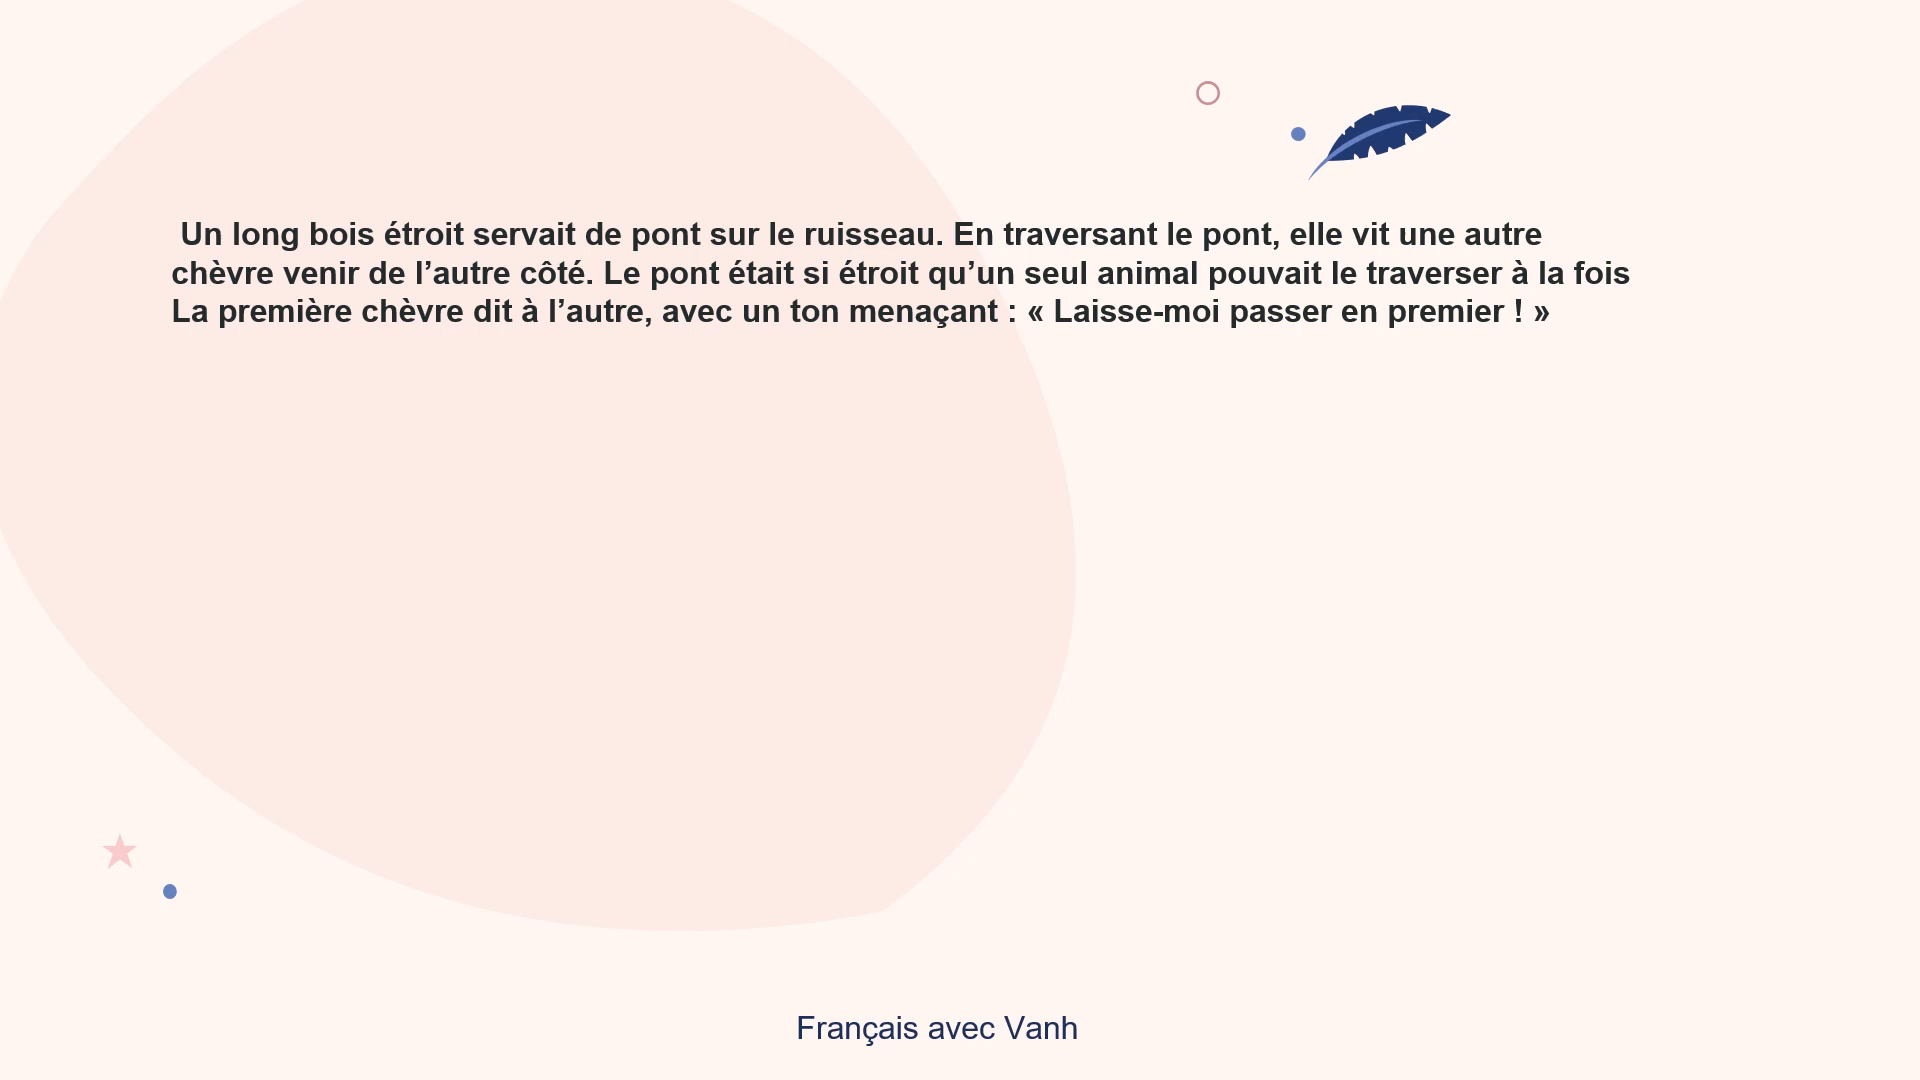 Un long bois étroit servait de pont sur le ruisseau. En traversant le pont, elle vit une autre
chèvre venir de l’autre côté. Le pont était si étroit qu’un seul animal pouvait le traverser à la fois
La première chèvre dit à l’autre, avec un ton menaçant : « Laisse-moi passer en premier ! »
Français avec Vanh